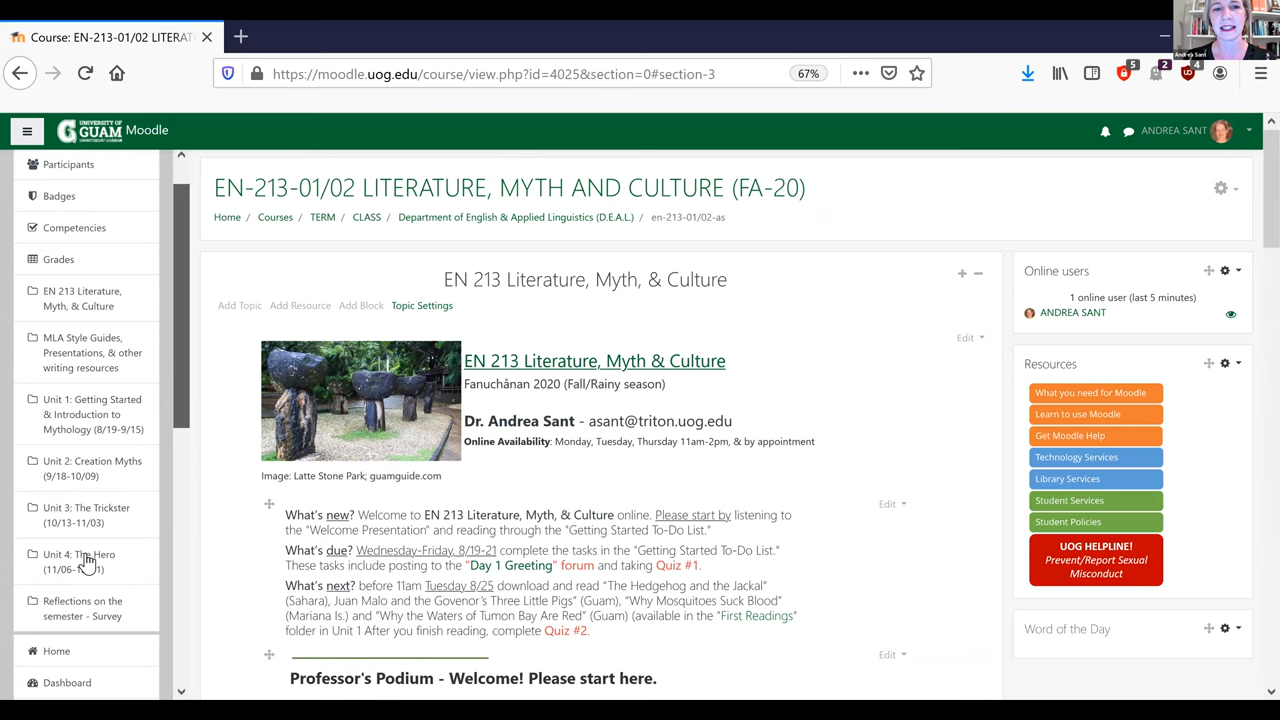 Course: EN-213-01/02 LITERAT
https://moodle.uog.edu/course/view.php?id=4025&section=0#section-3
67%
5
2
4
Andrea Sant
UNIVERSITY OF
GUAM
Moodle
ANDREA SANT
Participants
Badges
Competencies
Grades
EN 213 Literature,
Myth, & Culture
MLA Style Guides,
Presentations, & other
writing resources
Unit 1: Getting Started
& Introduction to
Mythology (8/19-9/15)
Unit 2: Creation Myths
(9/18-10/09)
Unit 3: The Trickster
(10/13-11/03)
Unit 4: The Hero
(11/06-
Reflections on the
semester - Survey
Home
Dashboard
EN-213-01/02 LITERATURE, MYTH AND CULTURE (FA-20)
Home / Courses / TERM / CLASS / Department of English & Applied Linguistics (D.E.A.L.) / en-213-01/02-as
EN 213 Literature, Myth, & Culture
Add Topic Add Resource Add Block Topic Settings
Edit
EN 213 Literature, Myth & Culture
Fanuchånan 2020 (Fall/Rainy season)
Dr. Andrea Sant - asant@triton.uog.edu
Online Availability: Monday, Tuesday, Thursday 11am-2pm, & by appointment
Image: Latte Stone Park; guamguide.com
Edit
What's new? Welcome to EN 213 Literature, Myth, & Culture online. Please start by listening to
the "Welcome Presentation" and reading through the "Getting Started To-Do List."
What's due? Wednesday-Friday, 8/19-21 complete the tasks in the "Getting Started To-Do List."
These tasks include posting to the "Day 1 Greeting" forum and taking Quiz #1.
What's next? before 11am Tuesday 8/25 download and read "The Hedgehog and the Jackal"
(Sahara), Juan Malo and the Govenor's Three Little Pigs" (Guam), "Why Mosquitoes Suck Blood"
(Mariana Is.) and "Why the Waters of Tumon Bay Are Red" (Guam) (available in the "First Readings"
folder in Unit 1 After you finish reading, complete Quiz #2.
Edit
Professor's Podium - Welcome! Please start here.
Online users
1 online user (last 5 minutes)
ANDREA SANT
Resources
What you need for Moodle
Learn to use Moodle
Get Moodle Help
Technology Services
Library Services
Student Services
Student Policies
UOG HELPLINE!
Prevent/Report Sexual
Misconduct
Word of the Day